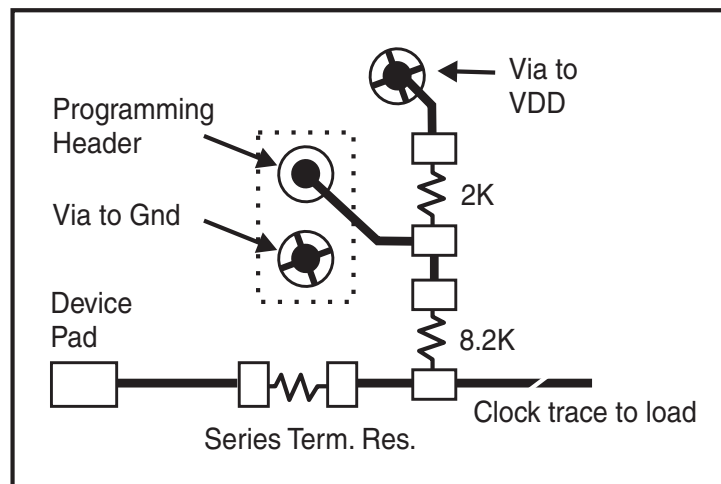 Via to
VDD
Programming
Header
2K
Via to Gnd
Device
Pad
8.2K
Clock trace to load
Series Term. Res.